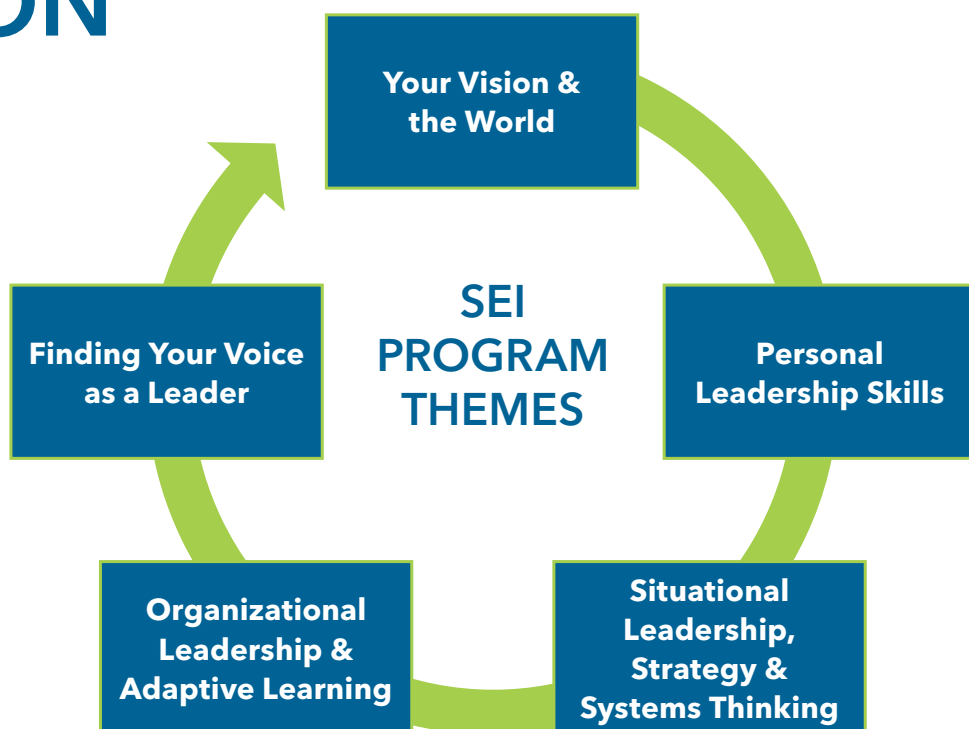 ON
Your Vision &
the World
SEI
PROGRAM
THEMES
Finding Your Voice
as a Leader
Personal
Leadership Skills
Organizational
Leadership &
Adaptive Learning
Situational
Leadership,
Strategy &
Systems Thinking